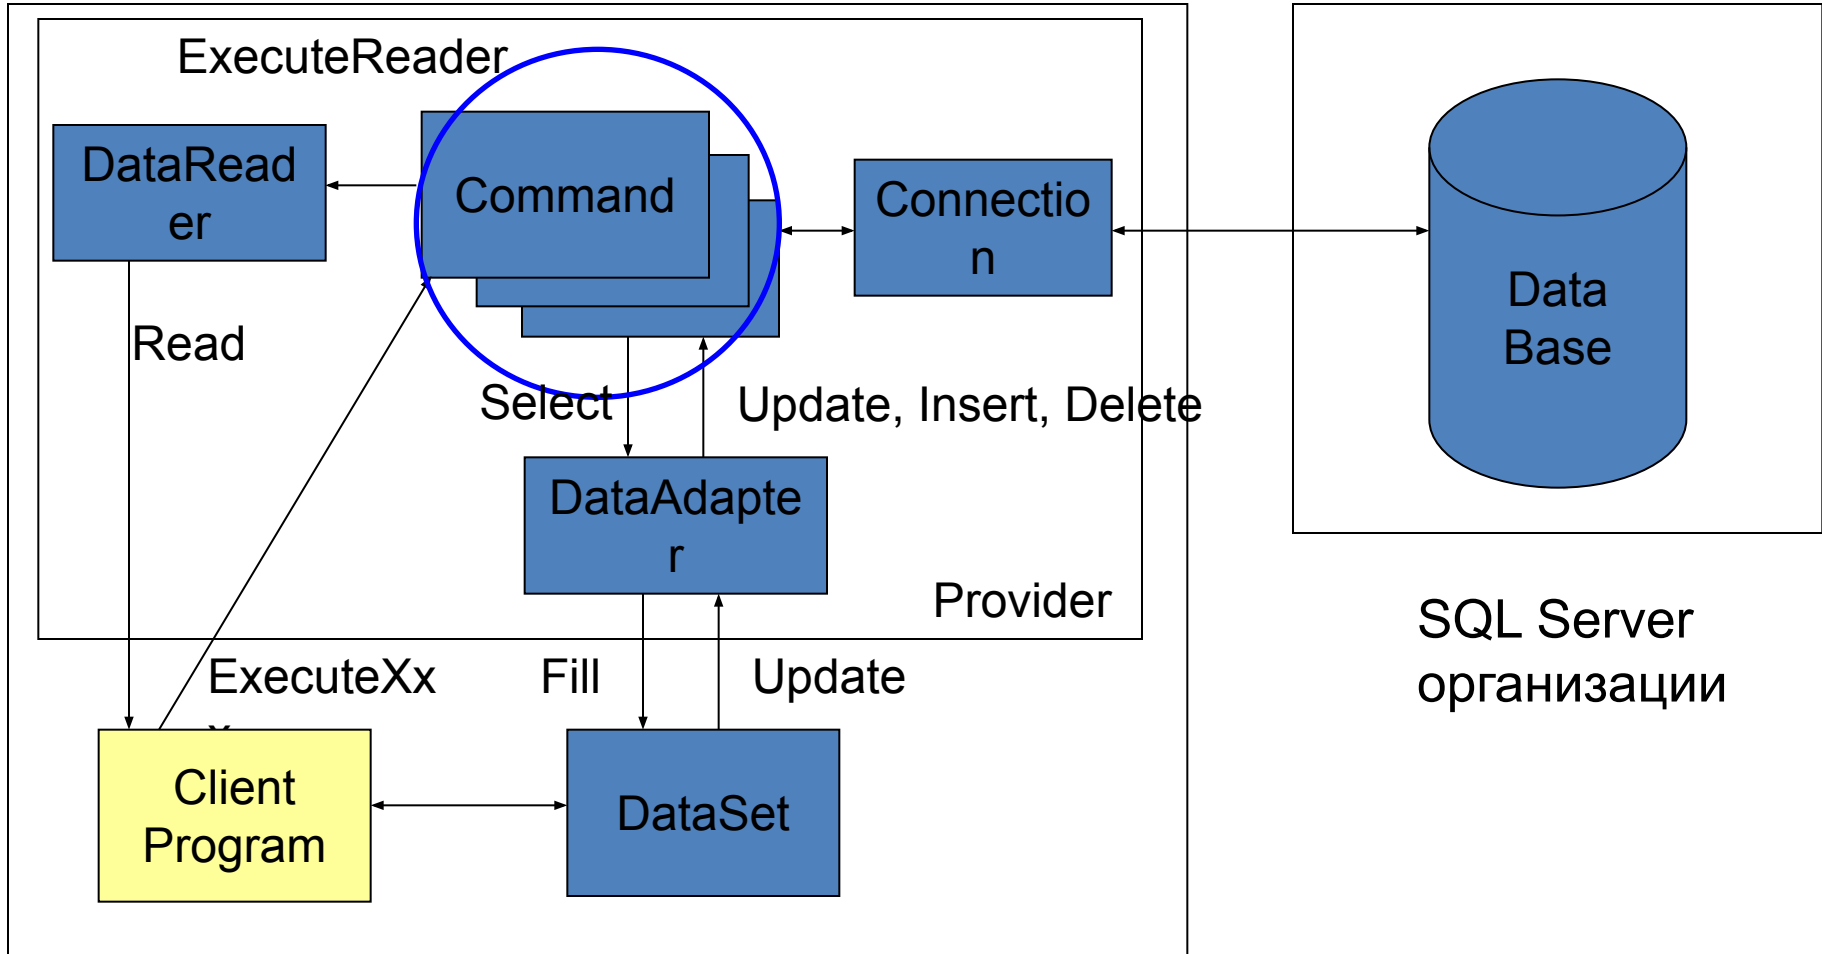 ExecuteReader
DataRead
er
Command
Connectio
n
Data
Base
Read
Select
Update, Insert, Delete
DataAdapte
r
Provider
SQL Server
организации
ExecuteXx
x
Fill
Update
Client
Program
DataSet